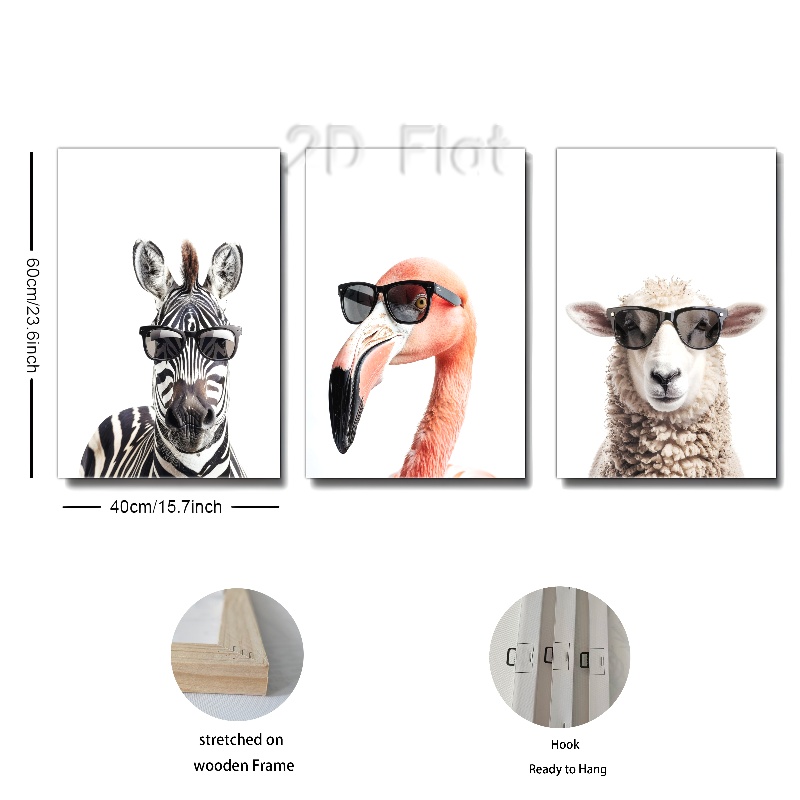 2D Flat
60cm/23.6inch
40cm/15.7inch
stretched on
wooden Frame
Hook
Ready to Hang